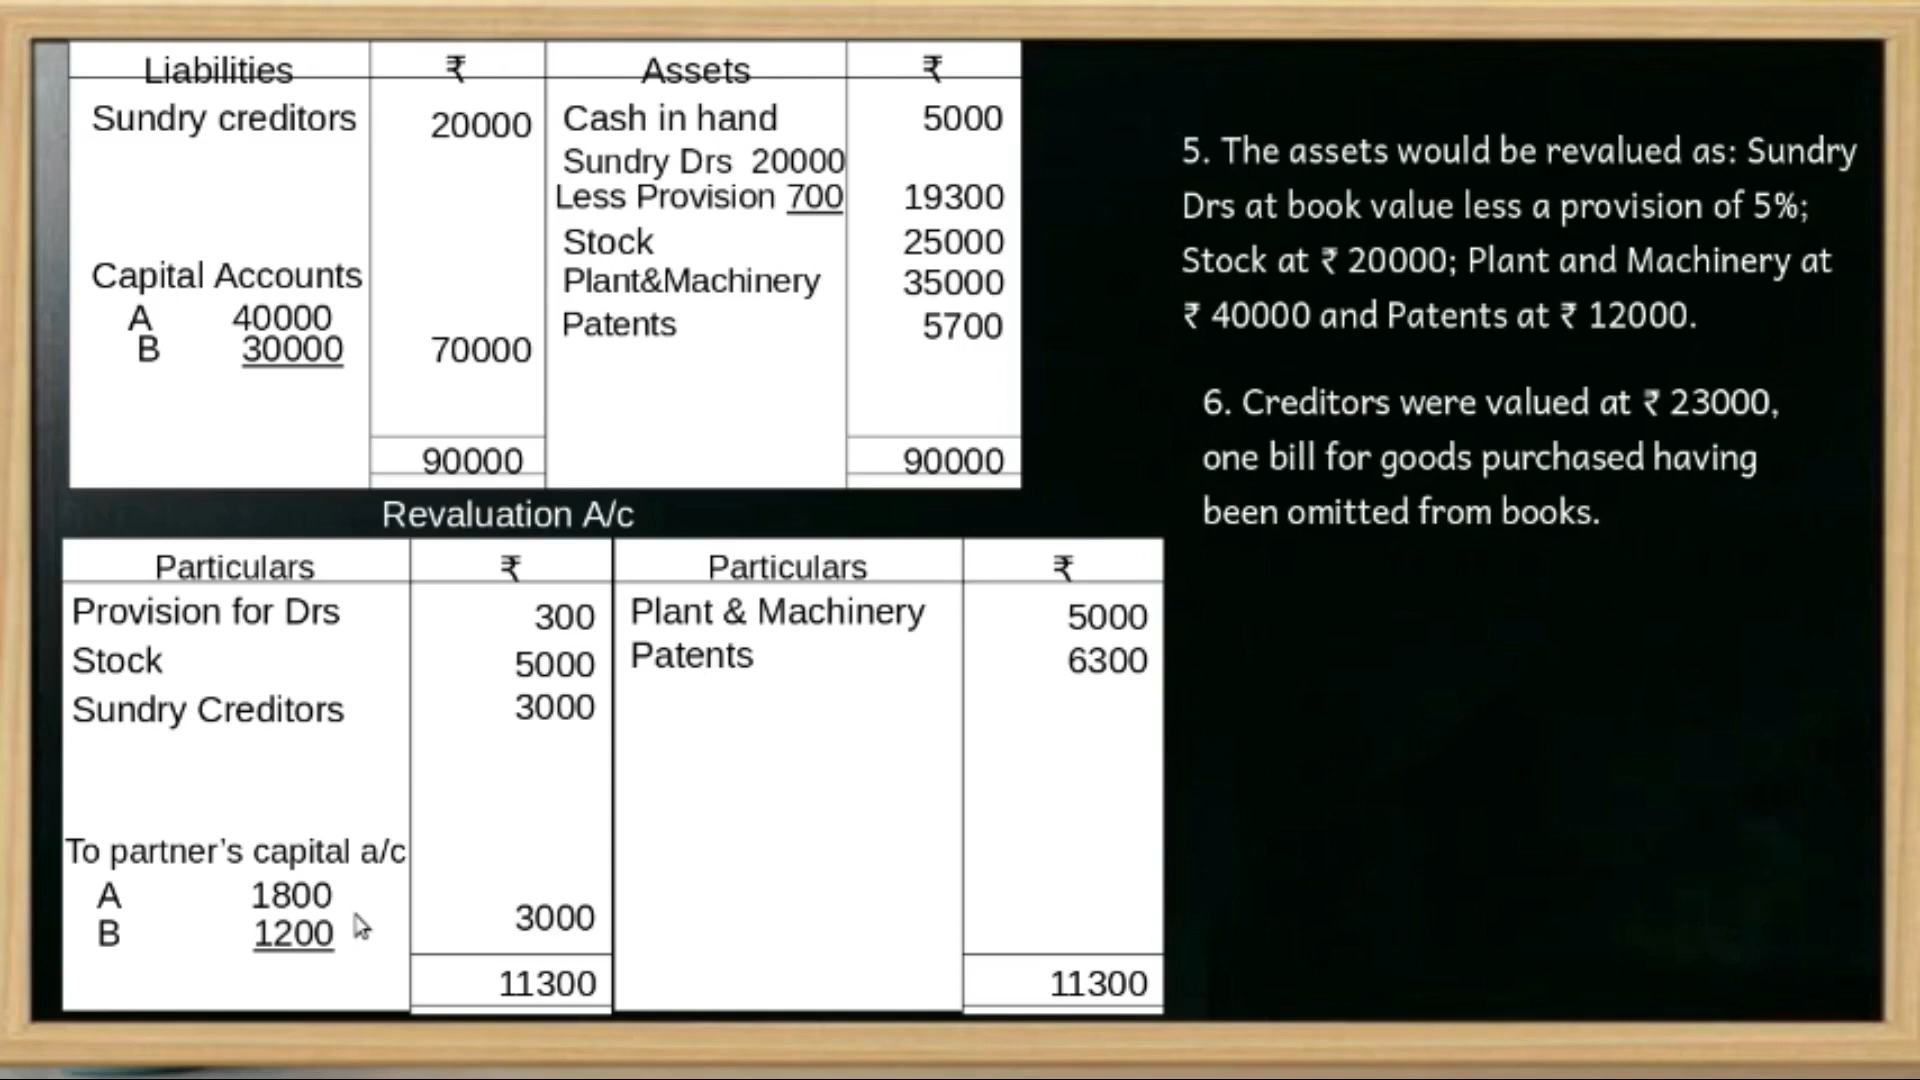 Liabilities ₹ Assets ₹
Sundry creditors 20000 Cash in hand 5000
Sundry Drs 20000
Less Provision 700 19300
Stock 25000
Capital Accounts Plant&Machinery 35000
A 40000 Patents 5700
B 30000 70000
90000 90000
Revaluation A/c
Particulars ₹ Particulars ₹
Provision for Drs 300 Plant & Machinery 5000
Stock 5000 Patents 6300
Sundry Creditors 3000
To partner's capital a/c
A 1800
B 1200 3000
11300 11300
5. The assets would be revalued as: Sundry
Drs at book value less a provision of 5%;
Stock at ₹ 20000; Plant and Machinery at
₹ 40000 and Patents at ₹ 12000.
6. Creditors were valued at ₹ 23000,
one bill for goods purchased having
been omitted from books.